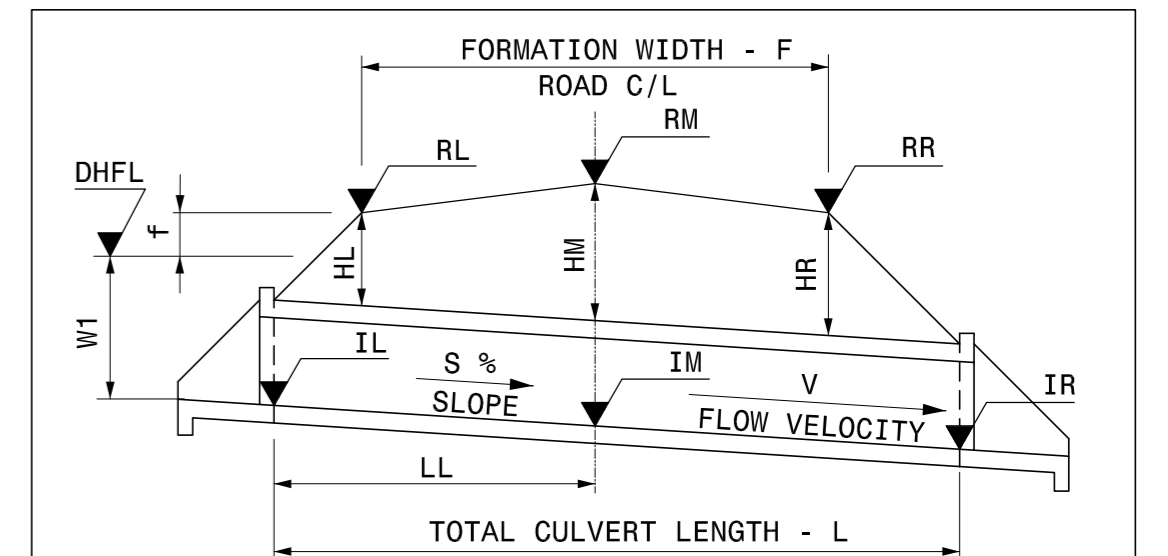 FORMATION WIDTH - F
ROAD C/L
RM
RL
RR
DHFL
f
HL
HM
HR
W1
IL
S %
SLOPE
IM
V
FLOW VELOCITY
IR
LL
TOTAL CULVERT LENGTH - L